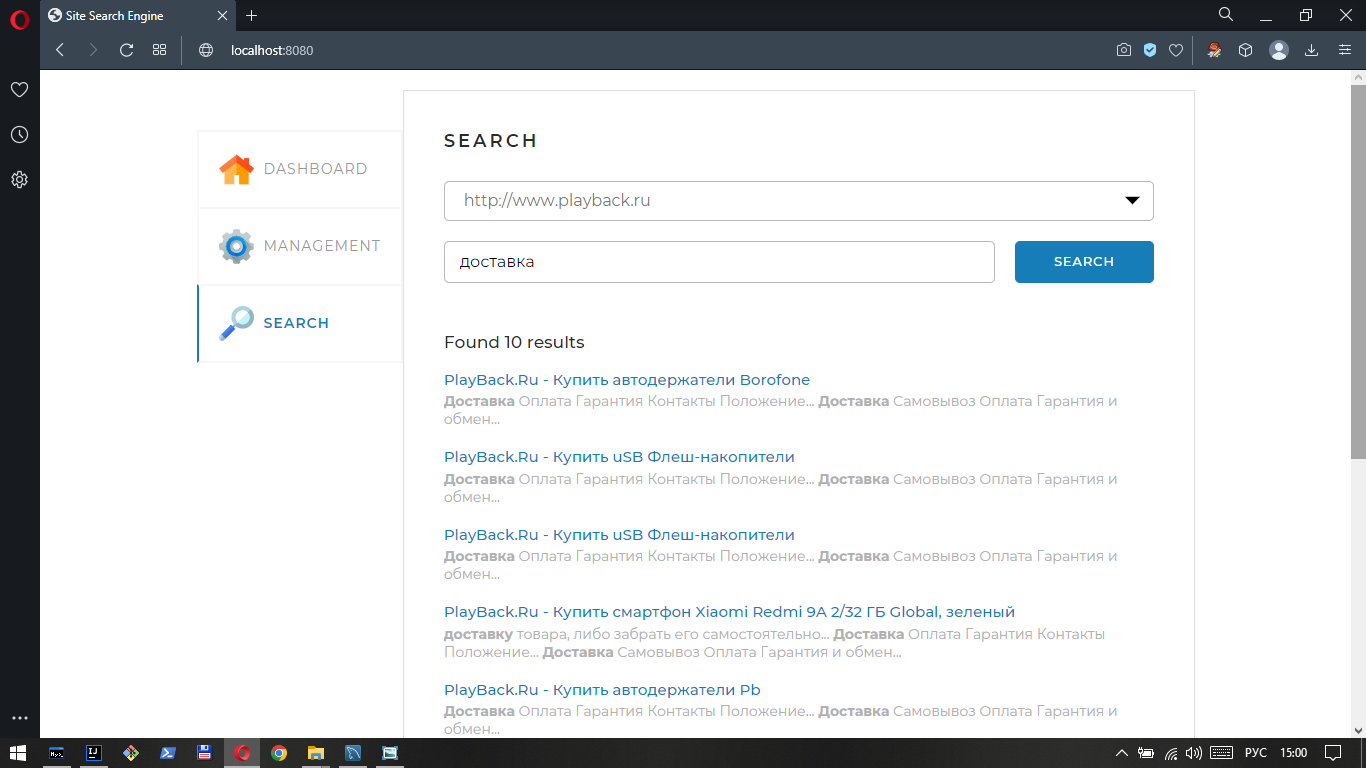 Site Search Engine
localhost:8080
DASHBOARD
MANAGEMENT
SEARCH
SEARCH
http://www.playback.ru
доставка
SEARCH
Found 10 results
PlayBack.Ru - Купить автодержатели Borofone
Доставка Оплата Гарантия Контакты Положение... Доставка Самовывоз Оплата Гарантия и
обмен...
PlayBack.Ru - Купить uSB Флеш-накопители
Доставка Оплата Гарантия Контакты Положение... Доставка Самовывоз Оплата Гарантия и
обмен...
PlayBack.Ru - Купить uSB Флеш-накопители
Доставка Оплата Гарантия Контакты Положение... Доставка Самовывоз Оплата Гарантия и
обмен...
PlayBack.Ru - Купить смартфон Xiaomi Redmi 9A 2/32 ГБ Global, зеленый
доставку товара, либо забрать его самостоятельно... Доставка Оплата Гарантия Контакты
Положение... Доставка Самовывоз Оплата Гарантия и обмен...
PlayBack.Ru - Купить автодержатели Pb
Доставка Оплата Гарантия Контакты Положение... Доставка Самовывоз Оплата Гарантия и
обмен...
РУС
15:00